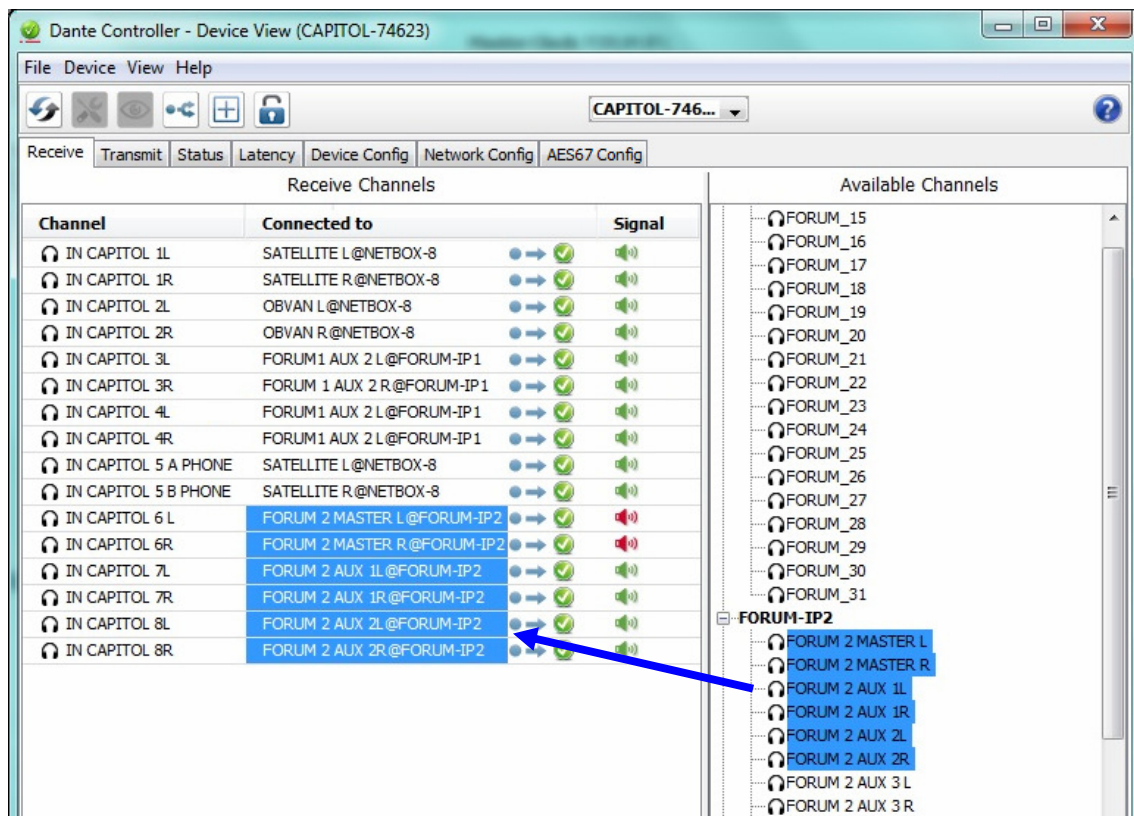 Dante Controller - Device View (CAPITOL-74623)
File Device View Help
CAPITOL-746...
Receive Transmit Status Latency Device Config Network Config AES67 Config
Receive Channels
Channel Connected to Signal
IN CAPITOL 1L SATELLITE L@NETBOX-8
IN CAPITOL 1R SATELLITE R@NETBOX-8
IN CAPITOL 2L OBVAN L@NETBOX-8
IN CAPITOL 2R OBVAN R@NETBOX-8
IN CAPITOL 3L FORUM1 AUX 2 L@FORUM-IP1
IN CAPITOL 3R FORUM 1 AUX 2 R@FORUM-IP1
IN CAPITOL 4L FORUM1 AUX 2 L@FORUM-IP1
IN CAPITOL 4R FORUM1 AUX 2 L@FORUM-IP1
IN CAPITOL 5 A PHONE SATELLITE L@NETBOX-8
IN CAPITOL 5 B PHONE SATELLITE R@NETBOX-8
IN CAPITOL 6 L FORUM 2 MASTER L@FORUM-IP2
IN CAPITOL 6R FORUM 2 MASTER R@FORUM-IP2
IN CAPITOL 7L FORUM 2 AUX 1L@FORUM-IP2
IN CAPITOL 7R FORUM 2 AUX 1R@FORUM-IP2
IN CAPITOL 8L FORUM 2 AUX 2L@FORUM-IP2
IN CAPITOL 8R FORUM 2 AUX 2R@FORUM-IP2
Available Channels
FORUM_15
FORUM_16
FORUM_17
FORUM_18
FORUM_19
FORUM_20
FORUM_21
FORUM_22
FORUM_23
FORUM_24
FORUM_25
FORUM_26
FORUM_27
FORUM_28
FORUM_29
FORUM_30
FORUM_31
FORUM-IP2
FORUM 2 MASTER L
FORUM 2 MASTER R
FORUM 2 AUX 1L
FORUM 2 AUX 1R
FORUM 2 AUX 2L
FORUM 2 AUX 2R
FORUM 2 AUX 3 L
FORUM 2 AUX 3 R